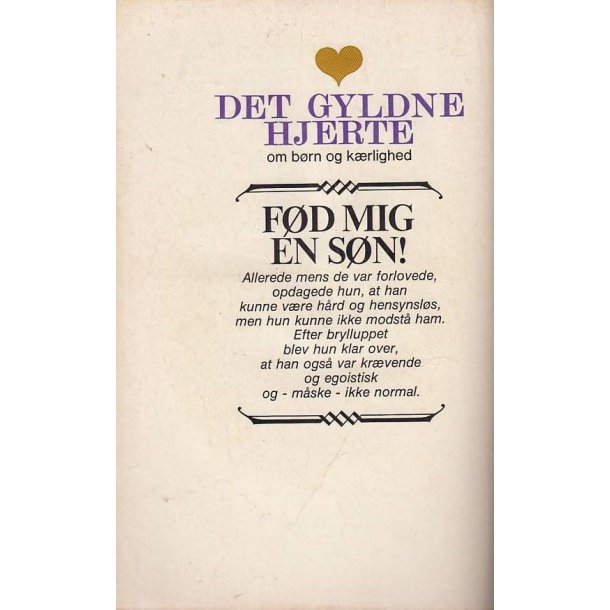 DET GYLDNE
HJERTE
om børn og kærlighed
FØD MIG
EN SØN!
Allerede mens de var forlovede,
opdagede hun, at han
kunne være hård og hensynsløs,
men hun kunne ikke modstå ham.
Efter brylluppet
blev hun klar over,
at han også var krævende
og egoistisk
og - måske - ikke normal.